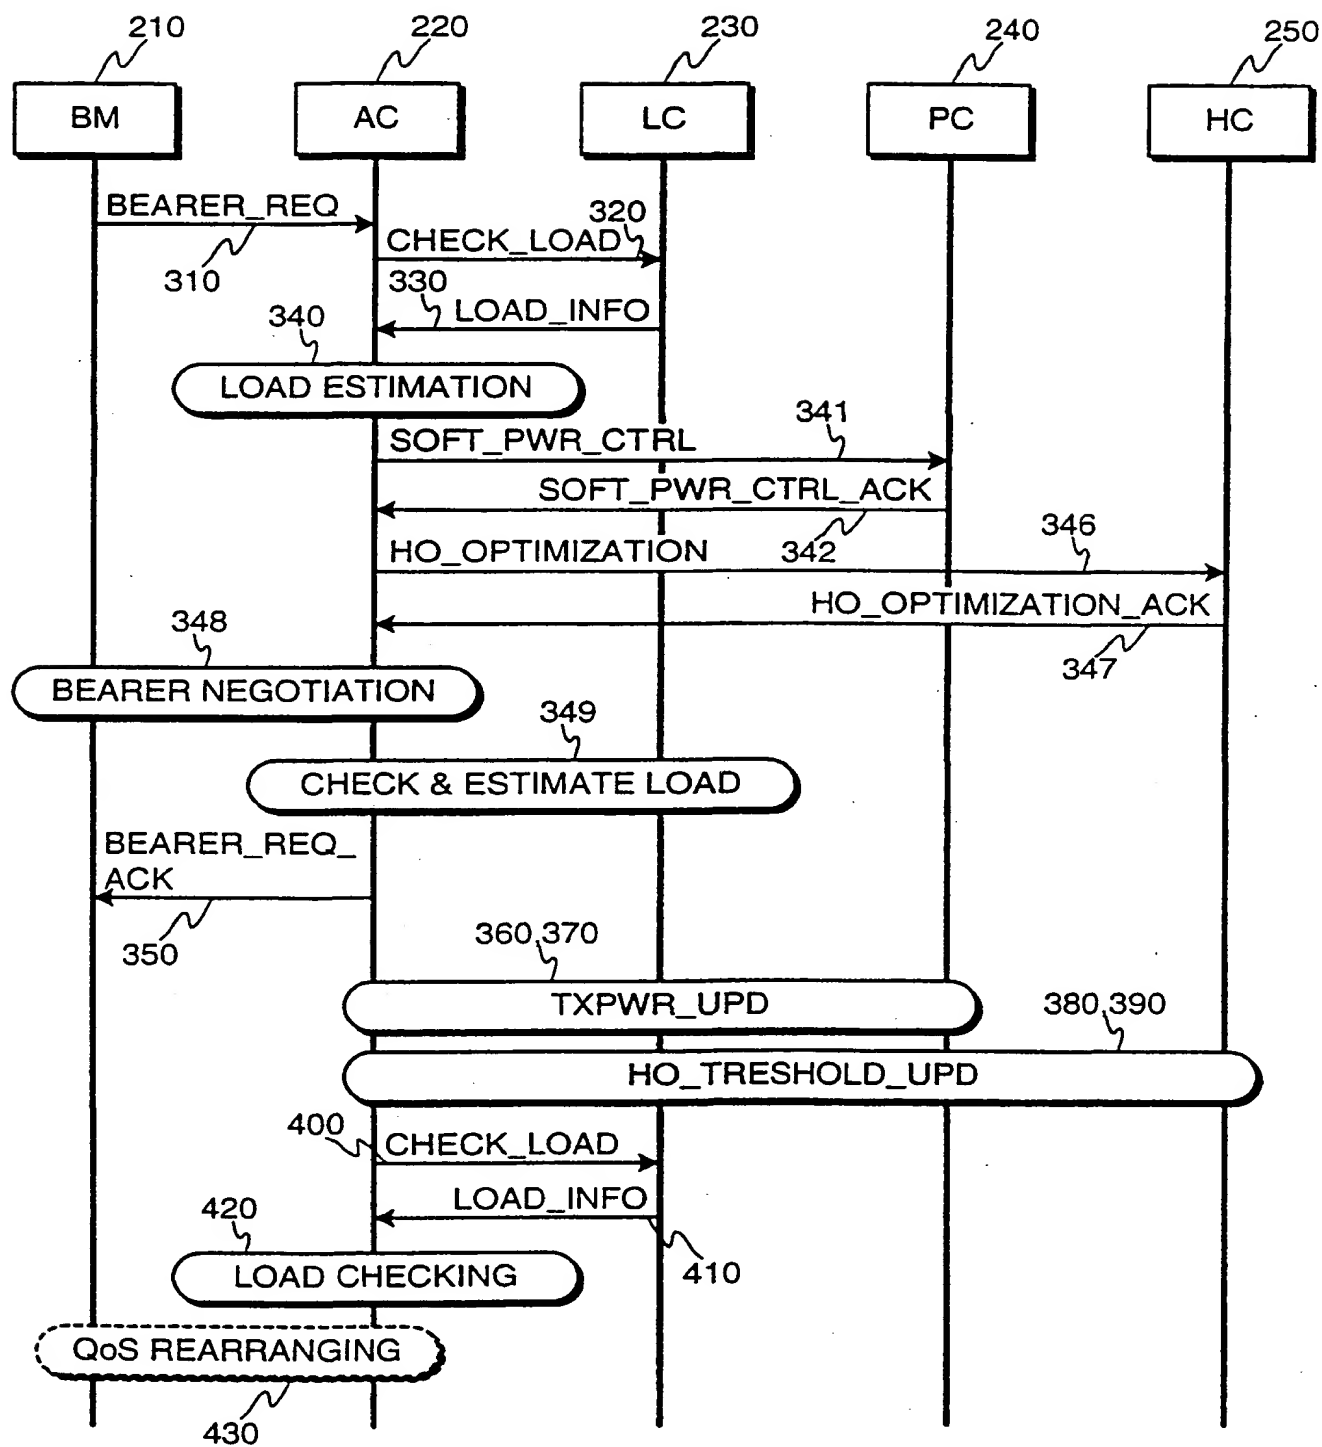 210
220
230
240
250
BM
AC
LC
PC
HC
BEARER_REQ
310
320
CHECK_LOAD
330
LOAD_INFO
340
LOAD ESTIMATION
341
SOFT_PWR_CTRL
SOFT_PWR_CTRL_ACK
342
346
HO_OPTIMIZATION
HO_OPTIMIZATION_ACK
347
348
BEARER NEGOTIATION
349
CHECK & ESTIMATE LOAD
BEARER_REQ_
ACK
350
360,370
TXPWR_UPD
380,390
HO_TRESHOLD_UPD
400
CHECK_LOAD
LOAD_INFO
410
420
LOAD CHECKING
QoS REARRANGING
430